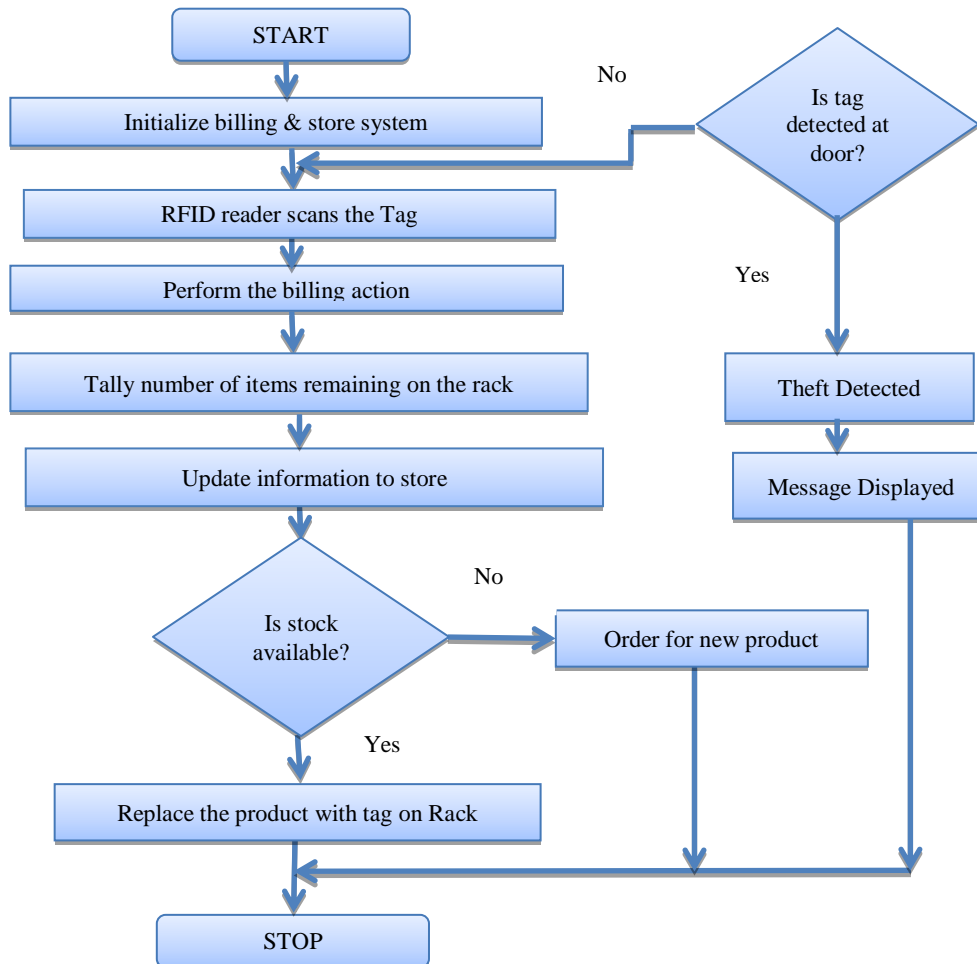 START
No
Is tag
detected at
door?
Initialize billing & store system
RFID reader scans the Tag
Yes
Perform the billing action
Tally number of items remaining on the rack
Theft Detected
Update information to store
Message Displayed
No
Is stock
available?
Order for new product
Yes
Replace the product with tag on Rack
STOP